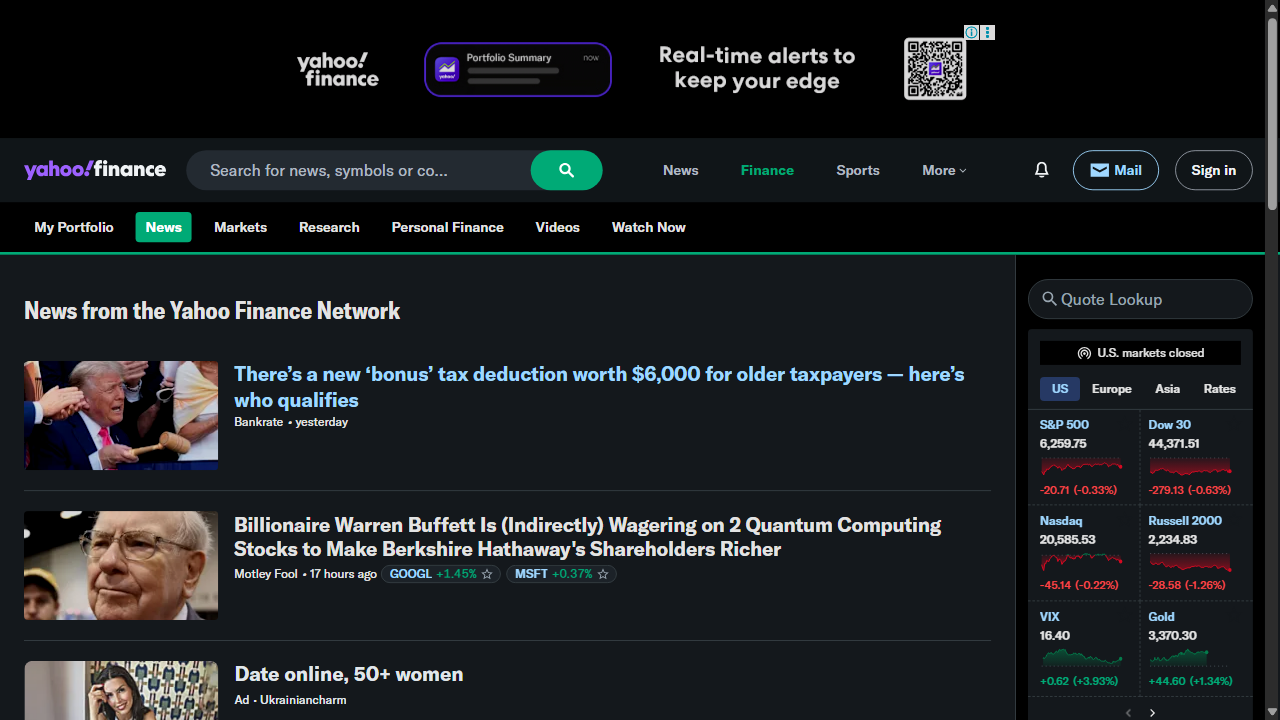 yahoo!
finance
Portfolio Summary
now
Real-time alerts to
keep your edge
yahoo!finance
Search for news, symbols or co...
News
Finance
Sports
More
Mail
Sign in
My Portfolio
News
Markets
Research
Personal Finance
Videos
Watch Now
News from the Yahoo Finance Network
There's a new ‘bonus’ tax deduction worth $6,000 for older taxpayers — here's
who qualifies
Bankrate • yesterday
Billionaire Warren Buffett Is (Indirectly) Wagering on 2 Quantum Computing
Stocks to Make Berkshire Hathaway's Shareholders Richer
Motley Fool • 17 hours ago GOOGL +1.45% MSFT +0.37%
Date online, 50+ women
Ad • Ukrainiancharm
Quote Lookup
U.S. markets closed
US
Europe
Asia
Rates
S&P 500
6,259.75
-20.71 (-0.33%)
Dow 30
44,371.51
-279.13 (-0.63%)
Nasdaq
20,585.53
-45.14 (-0.22%)
Russell 2000
2,234.83
-28.58 (-1.26%)
VIX
16.40
+0.62 (+3.93%)
Gold
3,370.30
+44.60 (+1.34%)